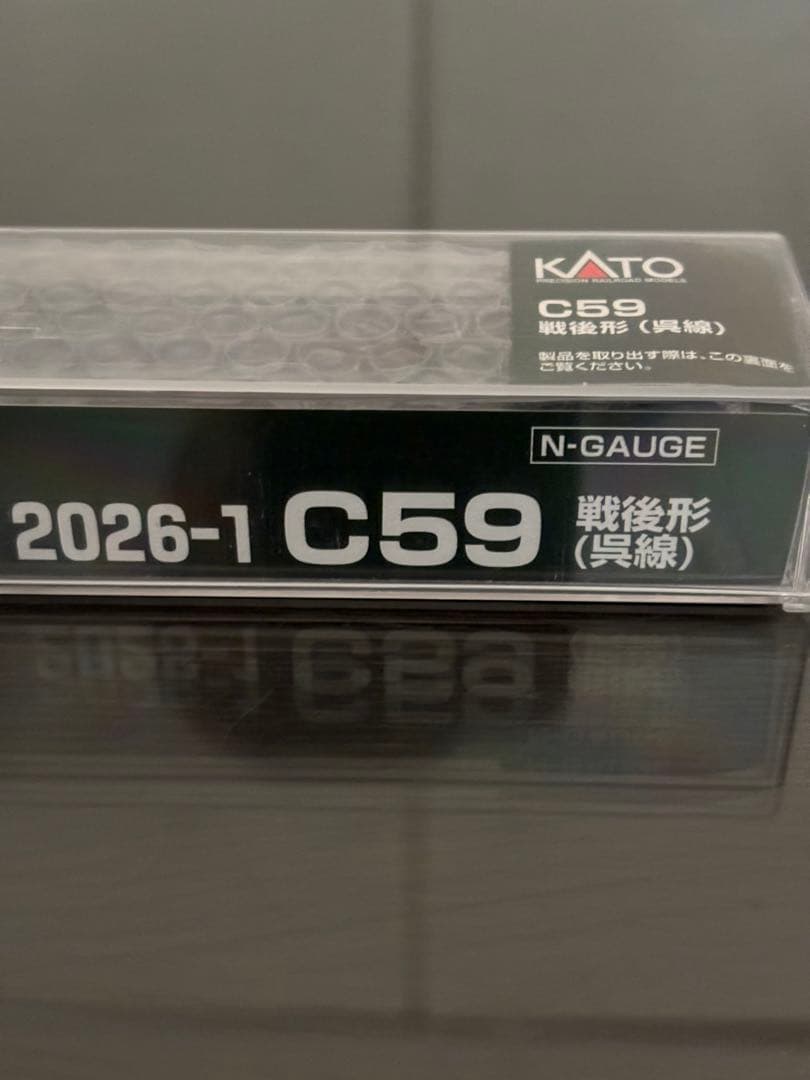 KATO
PRECISION RAILROAD MODELS
C59
戦後形(呉線)
製品を取り出す際は、この裏面を
ご覧ください。
N-GAUGE
2026-1 C59 戦後形
(呉線)